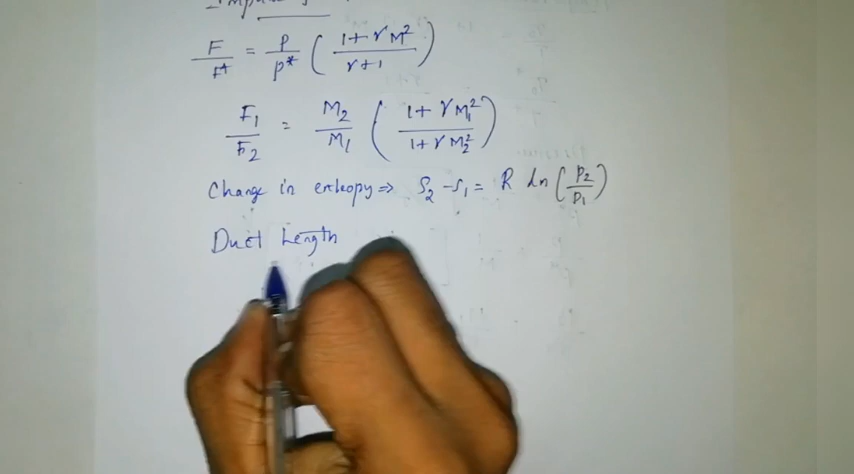 F/F* = P/P* ( (1+γM²)/(γ+1) )
F₁/F₂ = M₂/M₁ ( (1+γM₁²)/(1+γM₂²) )
Change in entropy ⇒ S₂ -S₁ = R ln ( P₂/P₁ )
Duct Length